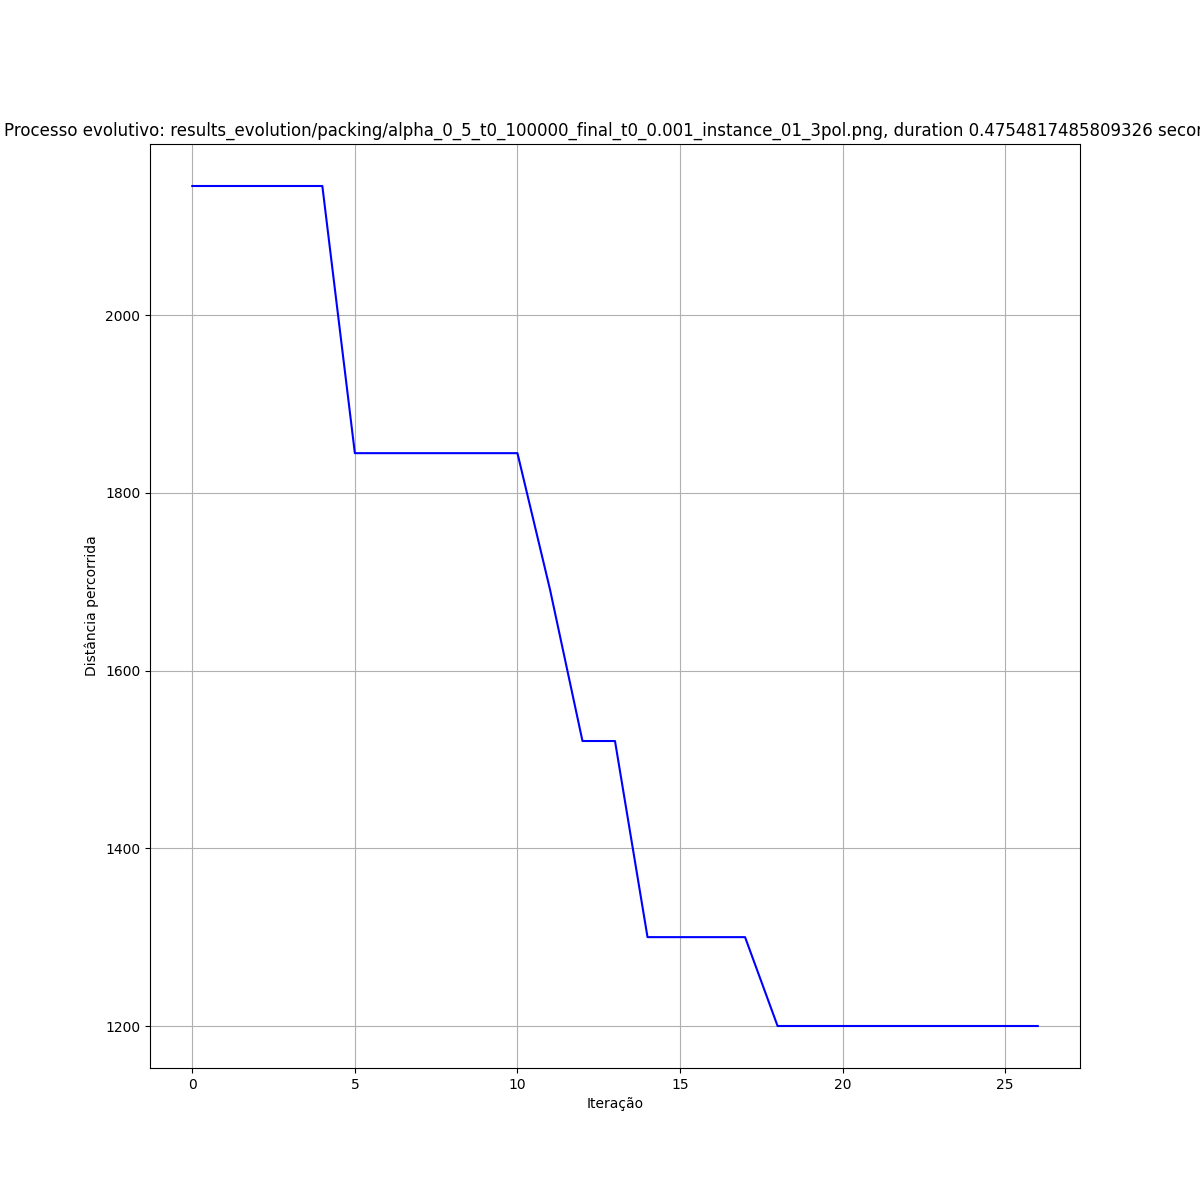 Processo evolutivo: results_evolution/packing/alpha_0_5_t0_100000_final_t0_0.001_instance_01_3pol.png, duration 0.4754817485809326
2000
1800
1600
1400
1200
Distância percorrida
0 5 10 15 20 25
Iteração